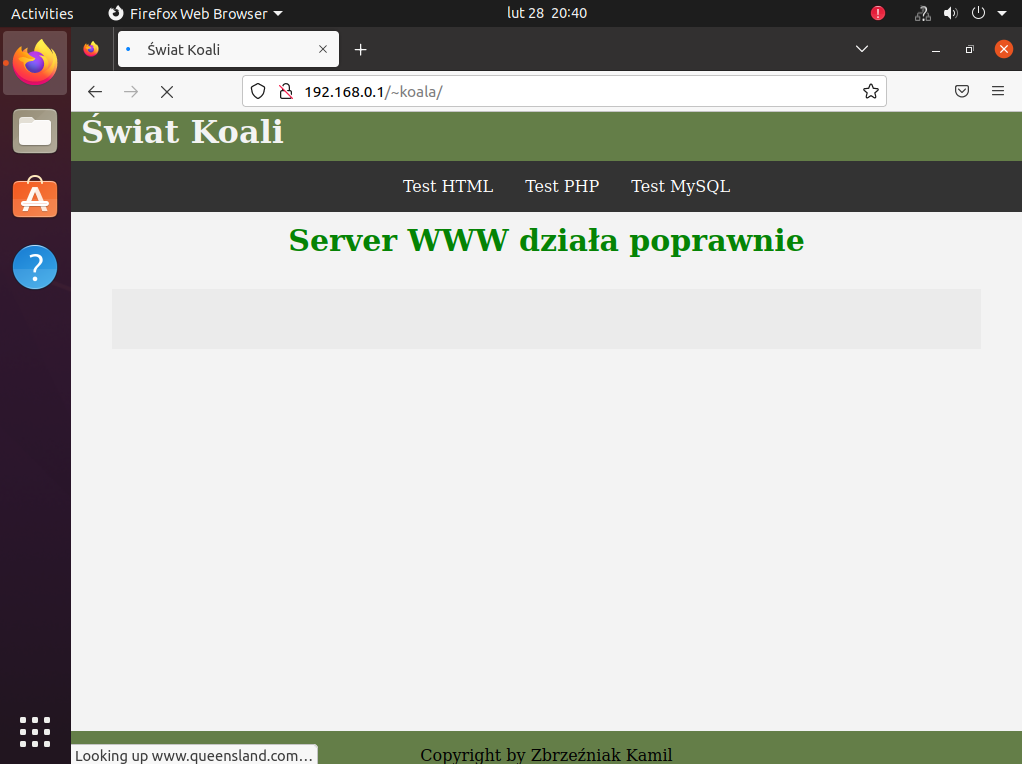 Activities
Firefox Web Browser
lut 28 20:40
Świat Koali
192.168.0.1/~koala/
Świat Koali
Test HTML
Test PHP
Test MySQL
Server WWW działa poprawnie
Copyright by Zbrzeźniak Kamil
Looking up www.queensland.com…